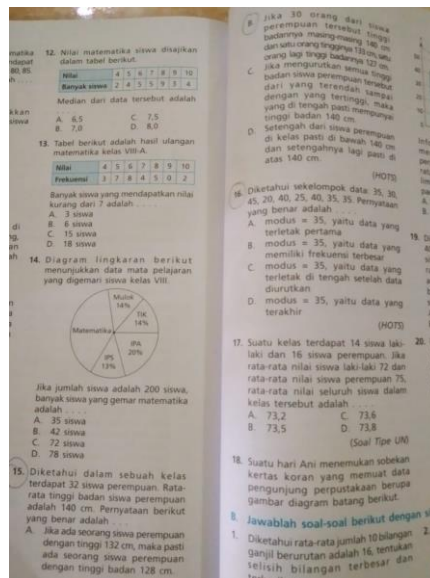 matika
ndapat
80, 85.
kkan
siswa
di
12. Nilai matematika siswa disajikan
dalam tabel berikut.
Nilai 4 5 6 7 8 9 10
Banyak siswa 2 4 5 5 9 3 4
Median dari data tersebut adalah
. . . .
A. 6,5 C. 7,5
B. 7,0 D. 8,0
13. Tabel berikut adalah hasil ulangan
matematika kelas VIII-A.
Nilai 4 5 6 7 8 9 10
Frekuensi 3 7 8 4 5 0 2
Banyak siswa yang mendapatkan nilai
kurang dari 7 adalah . . . .
A. 3 siswa
B. 6 siswa
C. 15 siswa
D. 18 siswa
14. Diagram lingkaran berikut
menunjukkan data mata pelajaran
yang digemari siswa kelas VIII.
Mulok
14%
TIK
14%
Matematika
IPA
20%
IPS
13%
Jika jumlah siswa adalah 200 siswa,
banyak siswa yang gemar matematika
adalah . . . .
A. 35 siswa
B. 42 siswa
C. 72 siswa
D. 78 siswa
15. Diketahui dalam sebuah kelas
terdapat 32 siswa perempuan. Rata-
rata tinggi badan siswa perempuan
adalah 140 cm. Pernyataan berikut
yang benar adalah . . . .
A. Jika ada seorang siswa perempuan
dengan tinggi 132 cm, maka pasti
ada seorang siswa perempuan
dengan tinggi badan 128 cm.
B. Jika 30 orang dari siswa
perempuan tersebut tinggi
badannya masing-masing 140 cm
dan satu orang tingginya 133 cm, satu
orang lagi tinggi badannya 127 cm.
C. Jika mengurutkan semua tinggi
badan siswa perempuan tersebut
dari yang terendah sampai
dengan yang tertinggi, maka
yang di tengah pasti mempunyai
tinggi badan 140 cm.
D. Setengah dari siswa perempuan
di kelas pasti di bawah 140 cm
dan setengahnya lagi pasti di
atas 140 cm.
(HOTS)
16. Diketahui sekelompok data: 35, 30,
45, 20, 40, 25, 40, 35, 35. Pernyataan
yang benar adalah . . . .
A. modus = 35, yaitu data yang
terletak pertama
B. modus = 35, yaitu data yang
memiliki frekuensi terbesar
C. modus = 35, yaitu data yang
terletak di tengah setelah data
diurutkan
D. modus = 35, yaitu data yang
terakhir
(HOTS)
17. Suatu kelas terdapat 14 siswa laki-
laki dan 16 siswa perempuan. Jika
rata-rata nilai siswa laki-laki 72 dan
rata-rata nilai siswa perempuan 75,
rata-rata nilai seluruh siswa dalam
kelas tersebut adalah . . . .
A. 73,2 C. 73,6
B. 73,5 D. 73,8
(Soal Tipe UN)
18. Suatu hari Ani menemukan sobekan
kertas koran yang memuat data
pengunjung perpustakaan berupa
gambar diagram batang berikut.
B. Jawablah soal-soal berikut dengan
1. Diketahui rata-rata jumlah 10 bilangan
ganjil berurutan adalah 16, tentukan
selisih bilangan terbesar dan
19.
20.
2.